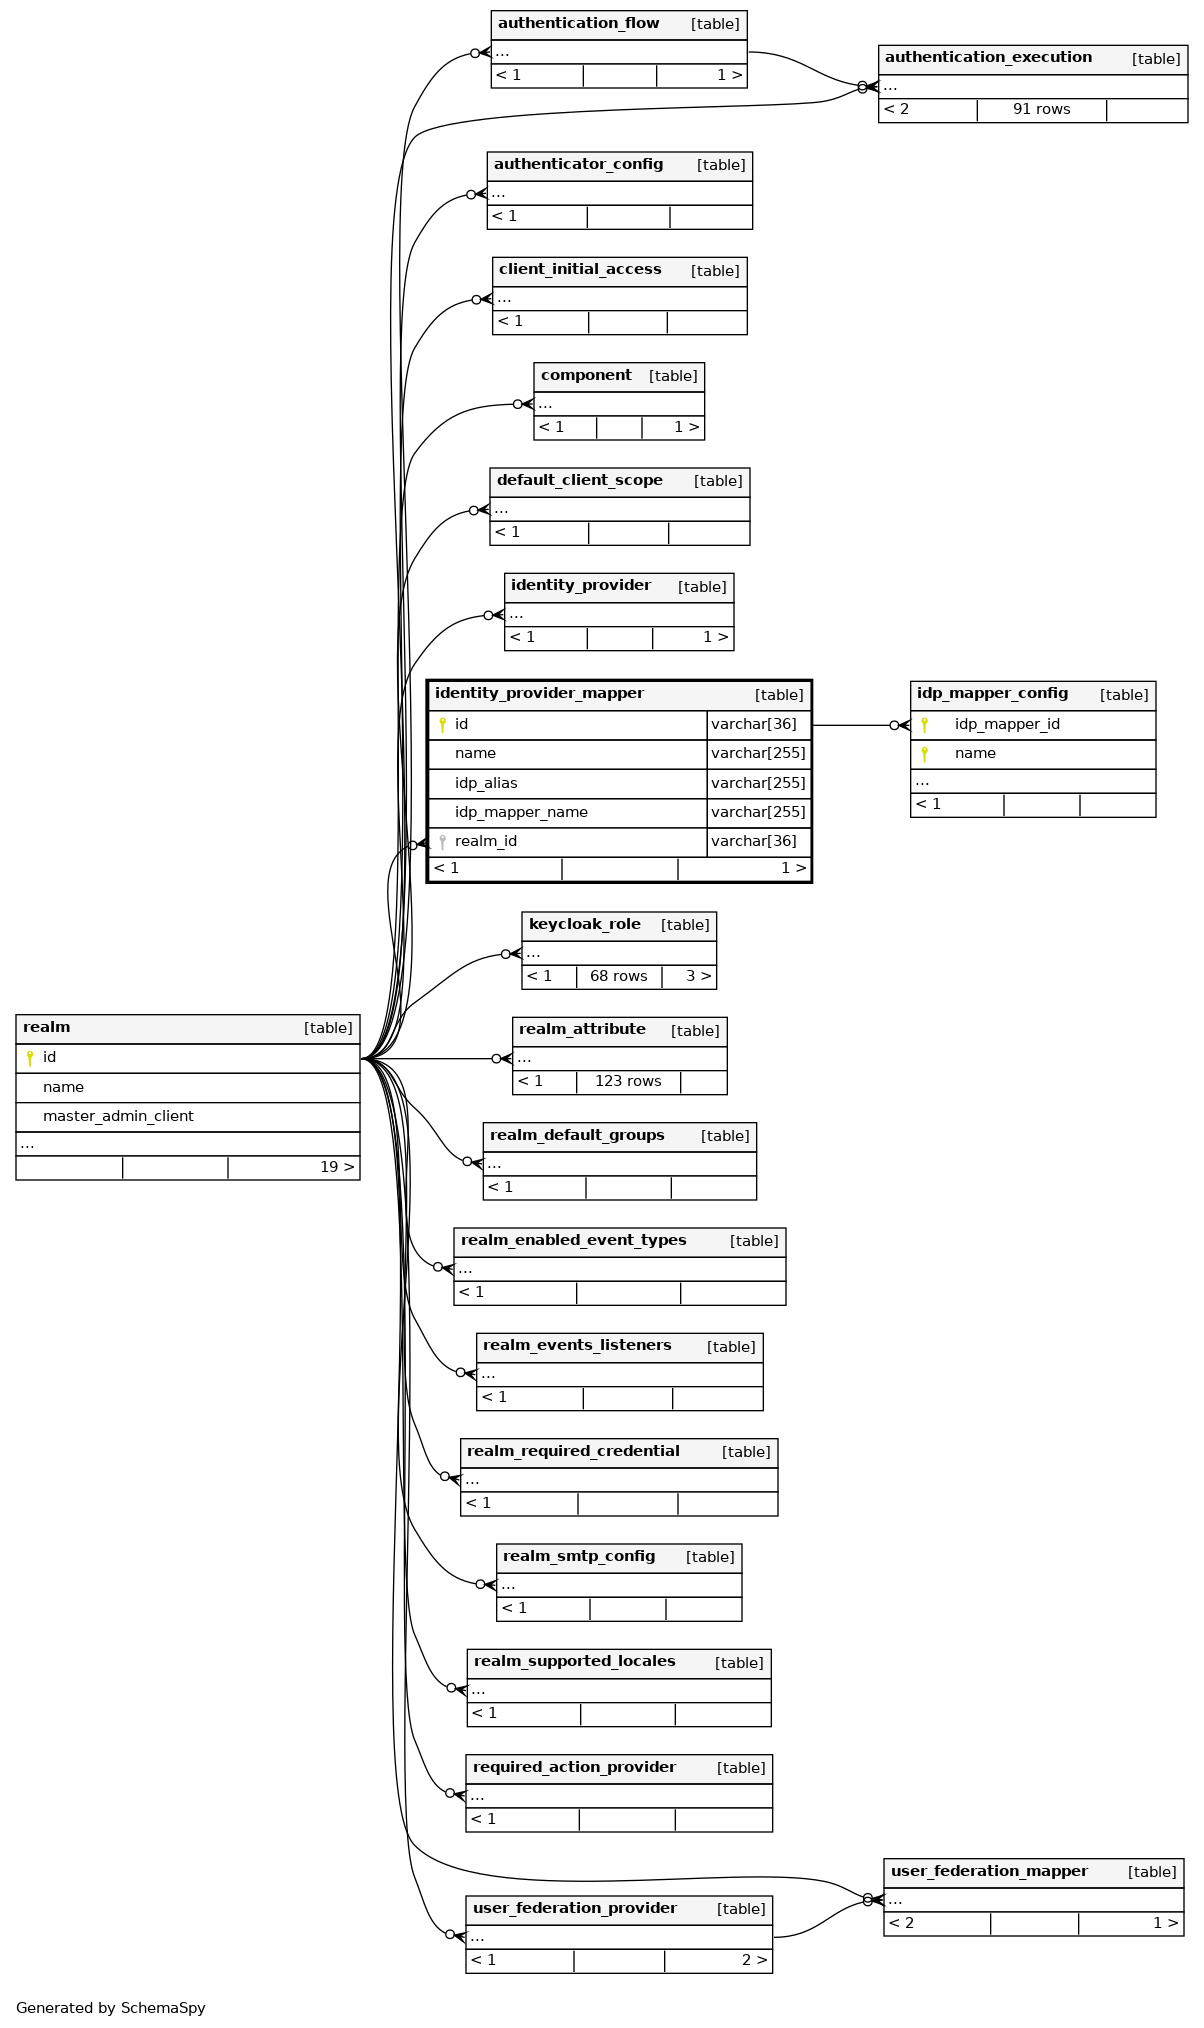 authentication_flow [table]
...
< 1 1 >
authentication_execution [table]
...
< 2 91 rows
authenticator_config [table]
...
< 1
client_initial_access [table]
...
< 1
component [table]
...
< 1 1 >
default_client_scope [table]
...
< 1
identity_provider [table]
...
< 1 1 >
identity_provider_mapper [table]
id varchar[36]
name varchar[255]
idp_alias varchar[255]
idp_mapper_name varchar[255]
realm_id varchar[36]
< 1 1 >
idp_mapper_config [table]
idp_mapper_id
name
...
< 1
keycloak_role [table]
...
< 1 68 rows 3 >
realm [table]
id
name
master_admin_client
...
19 >
realm_attribute [table]
...
< 1 123 rows
realm_default_groups [table]
...
< 1
realm_enabled_event_types [table]
...
< 1
realm_events_listeners [table]
...
< 1
realm_required_credential [table]
...
< 1
realm_smtp_config [table]
...
< 1
realm_supported_locales [table]
...
< 1
required_action_provider [table]
...
< 1
user_federation_mapper [table]
...
< 2 1 >
user_federation_provider [table]
...
< 1 2 >
Generated by SchemaSpy